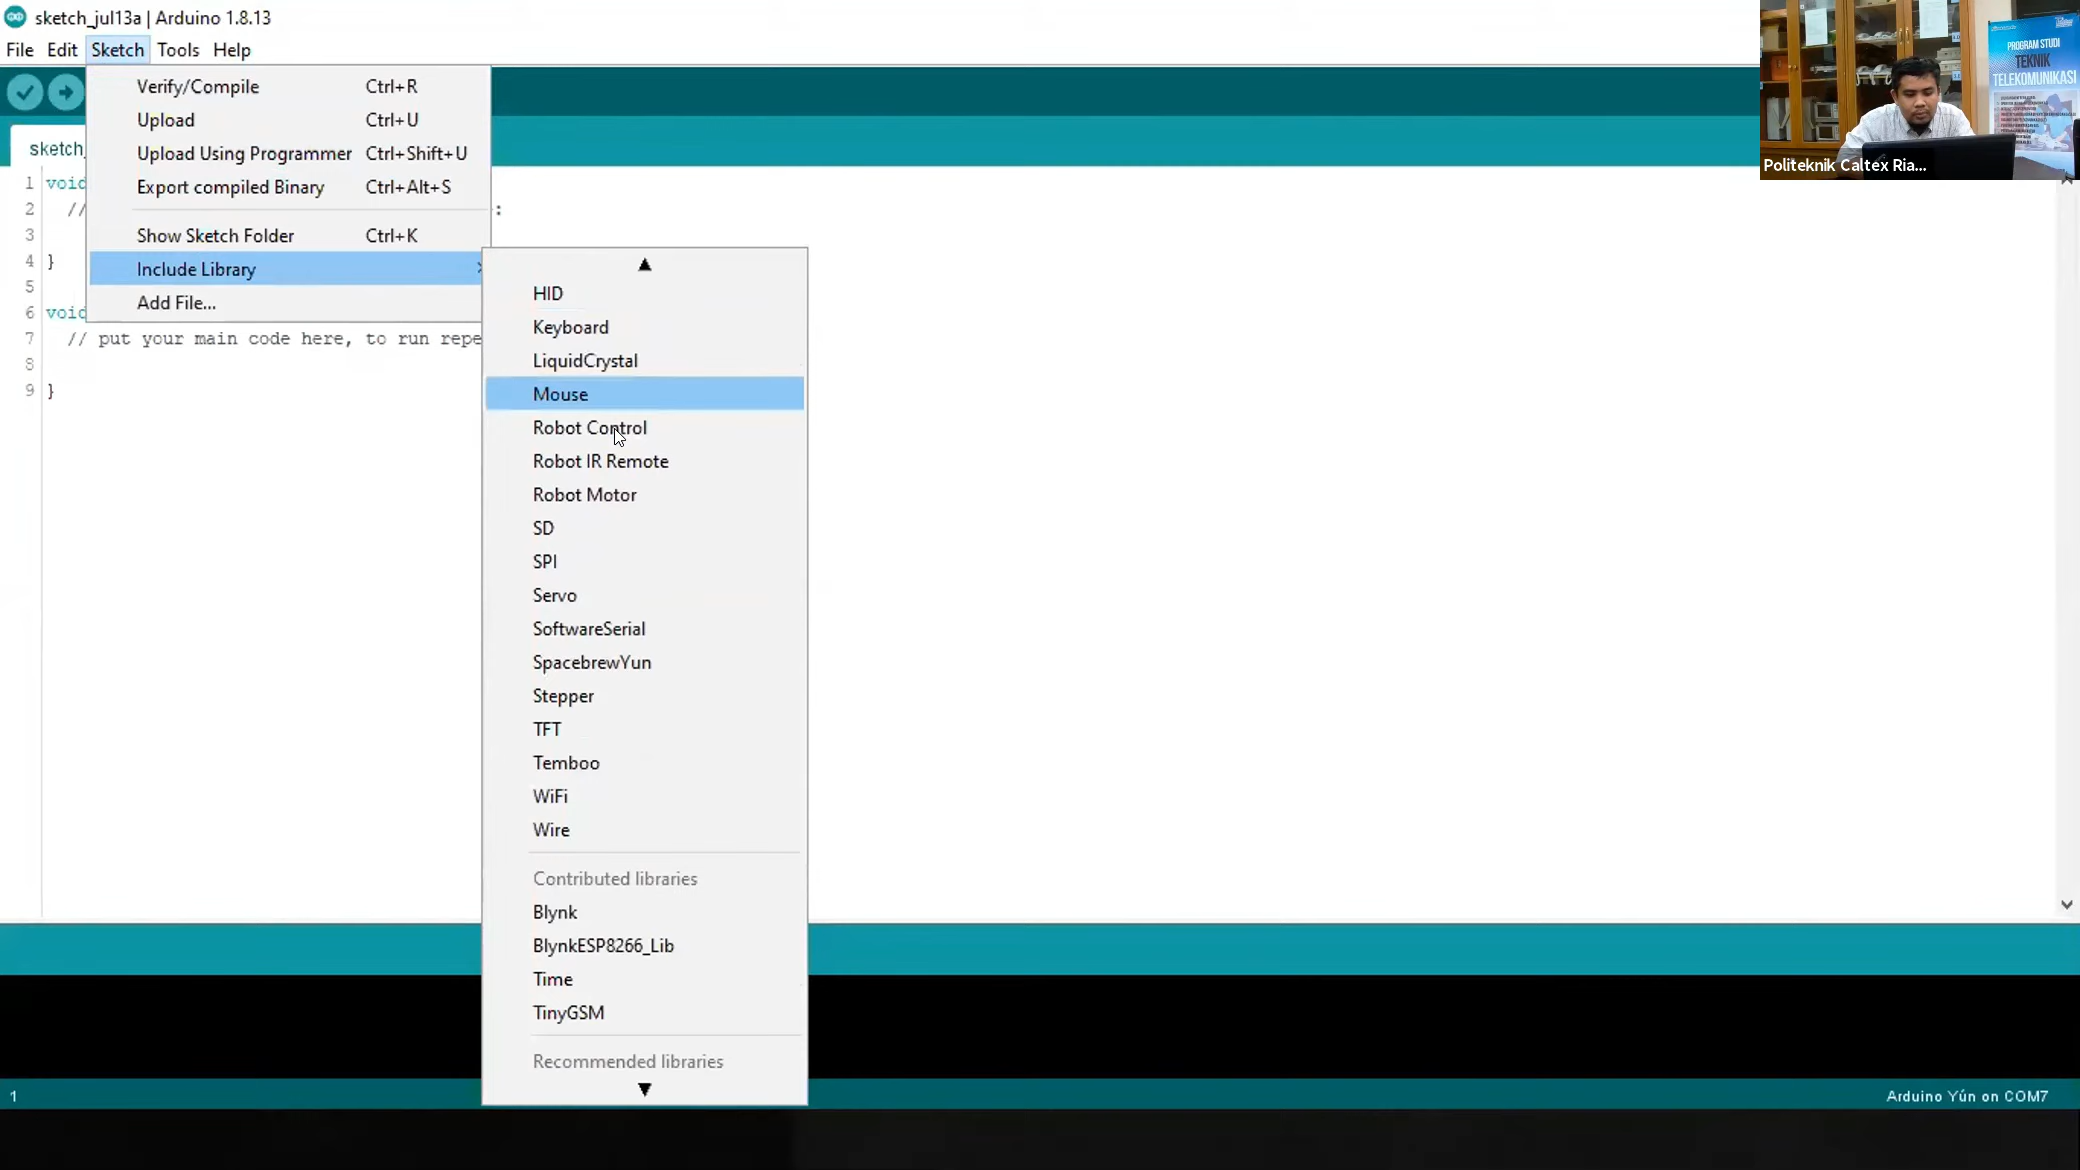 sketch_jul13a | Arduino 1.8.13
File Edit Sketch Tools Help
Verify/Compile Ctrl+R
Upload Ctrl+U
Upload Using Programmer Ctrl+Shift+U
Export compiled Binary Ctrl+Alt+S
Show Sketch Folder Ctrl+K
Include Library
Add File...
sketch_
1 void
2 // :
3
4 }
5
6 void
7 // put your main code here, to run repe
8
9 }
HID
Keyboard
LiquidCrystal
Mouse
Robot Control
Robot IR Remote
Robot Motor
SD
SPI
Servo
SoftwareSerial
SpacebrewYun
Stepper
TFT
Temboo
WiFi
Wire
Contributed libraries
Blynk
BlynkESP8266_Lib
Time
TinyGSM
Recommended libraries
PROGRAM STUDI
TEKNIK
TELEKOMUNIKASI
Politeknik Caltex Ria...
1
Arduino Yún on COM7